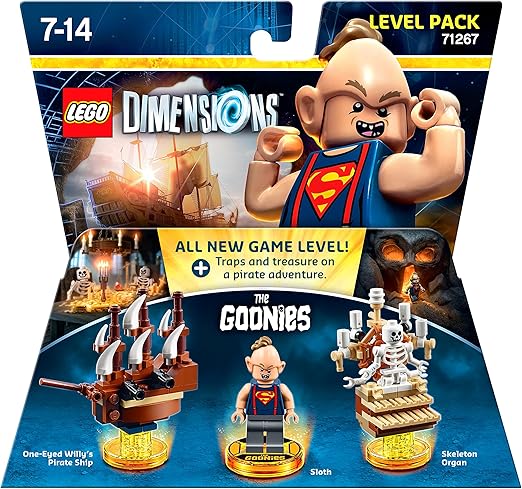 7-14
LEVEL PACK
71267
LEGO
DIMENSIONS
ALL NEW GAME LEVEL!
+ Traps and treasure on
a pirate adventure.
THE
GOONIES
One-Eyed Willy's
Pirate Ship
GOONIES
Sloth
Skeleton
Organ